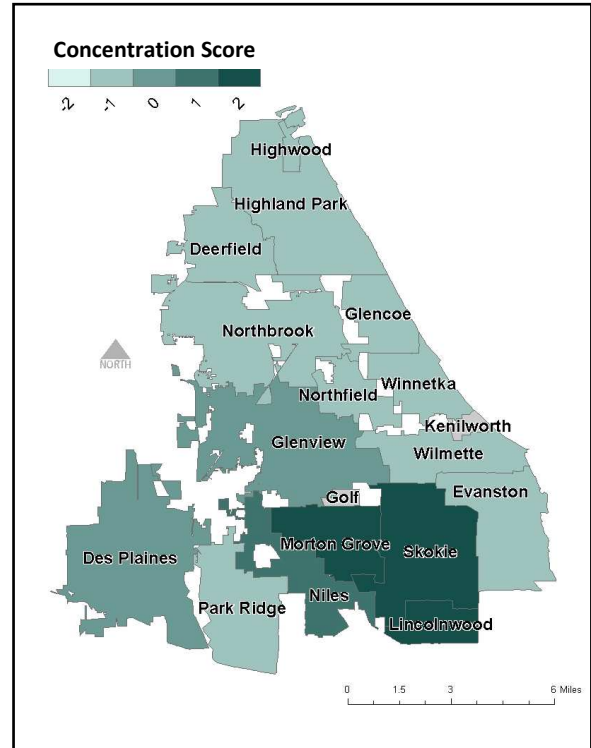 Concentration Score
-2 -1 0 1 2
Highwood
Highland Park
Deerfield
Glencoe
Northbrook
NORTH
Winnetka
Northfield
Kenilworth
Glenview
Wilmette
Evanston
Golf
Morton Grove
Skokie
Des Plaines
Niles
Park Ridge
Lincolnwood
0 1.5 3 6 Miles